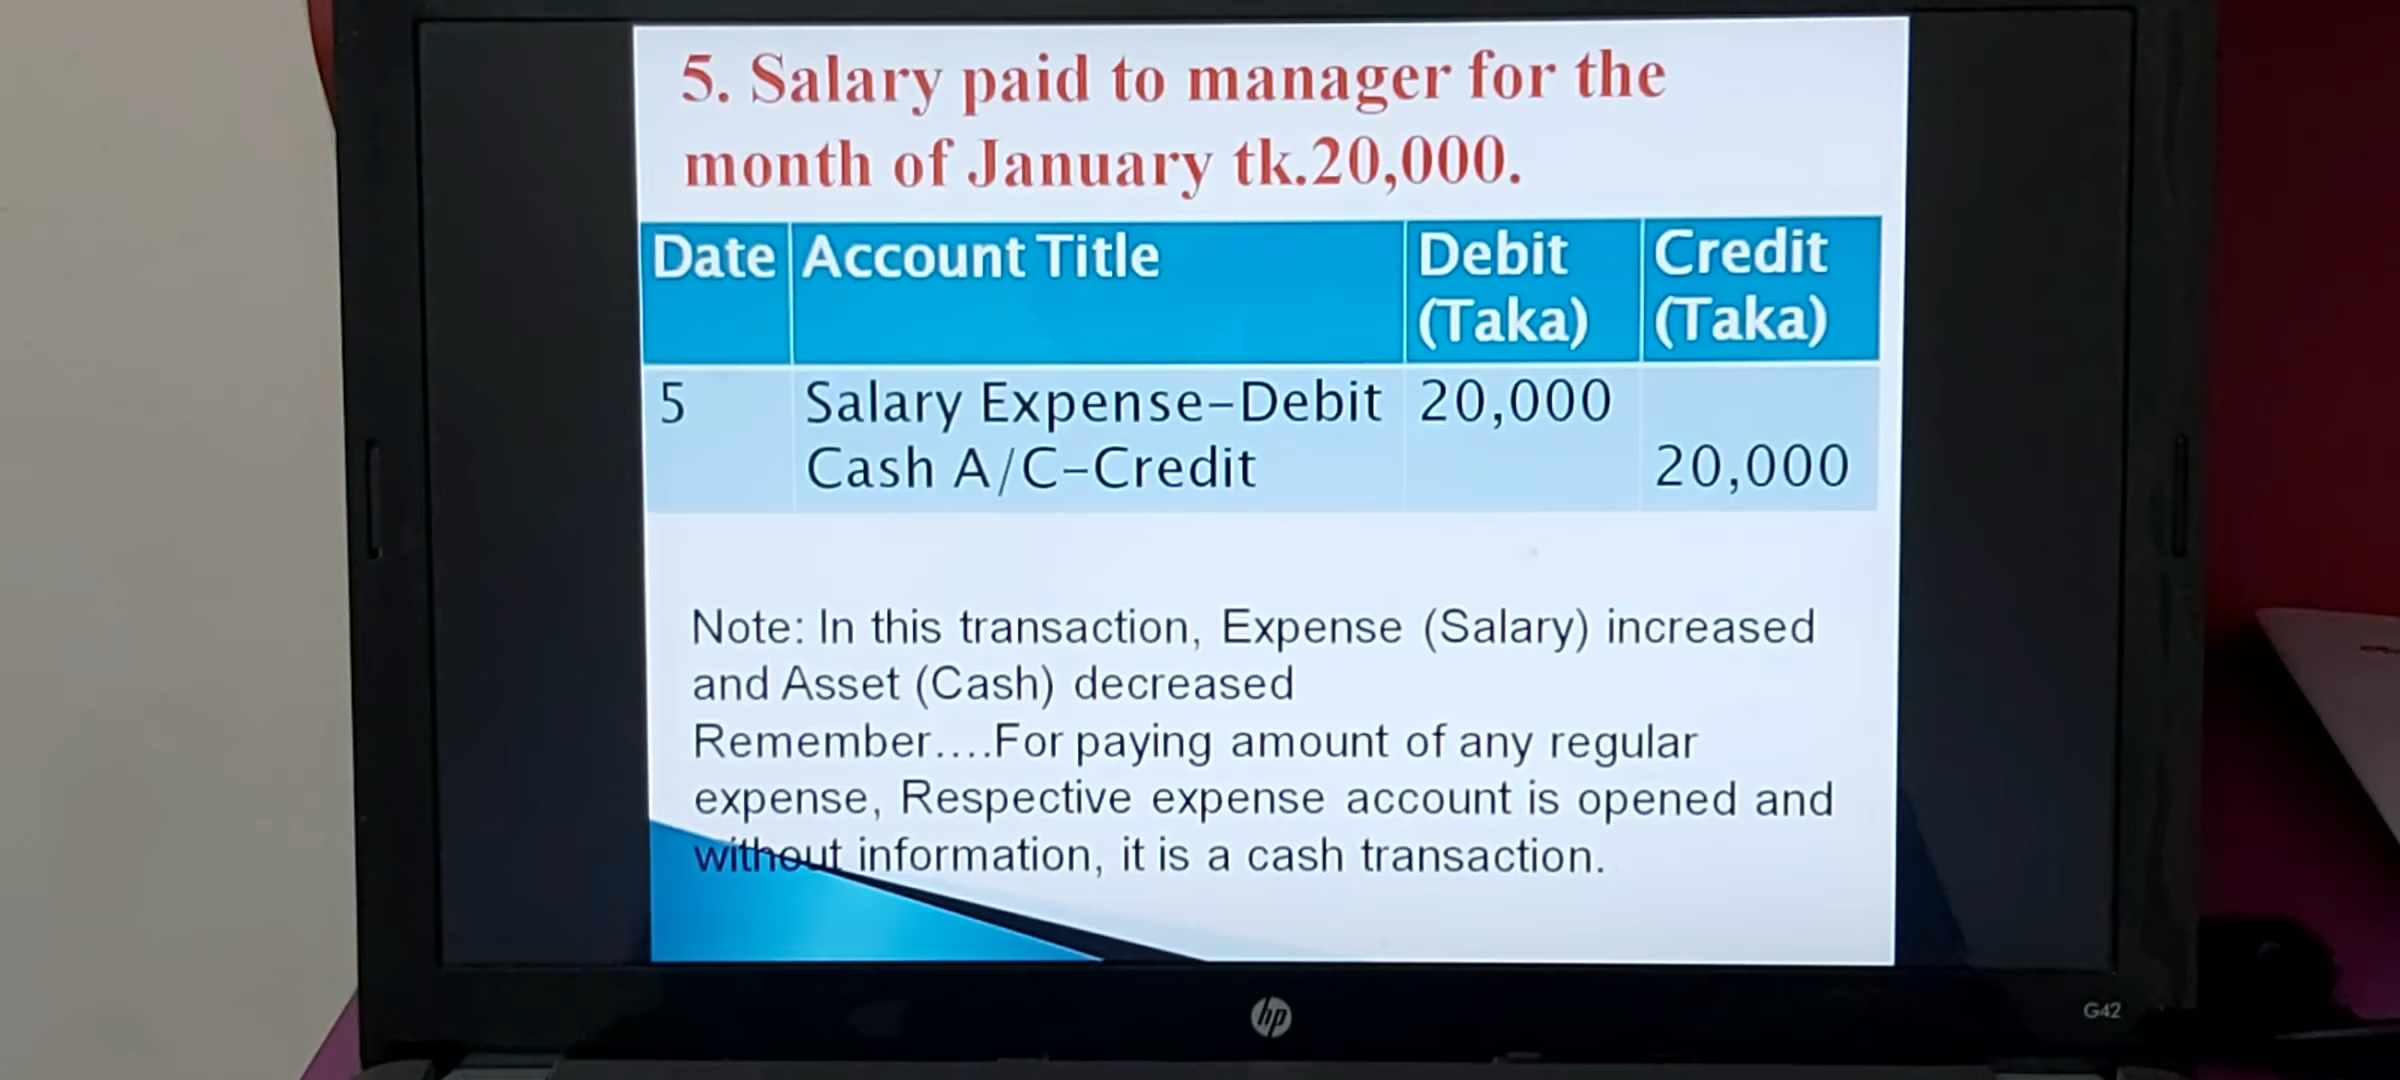 5. Salary paid to manager for the
month of January tk.20,000.
Date Account Title Debit (Taka) Credit (Taka)
5 Salary Expense-Debit 20,000
Cash A/C-Credit 20,000
Note: In this transaction, Expense (Salary) increased
and Asset (Cash) decreased
Remember....For paying amount of any regular
expense, Respective expense account is opened and
without information, it is a cash transaction.
hp
G42